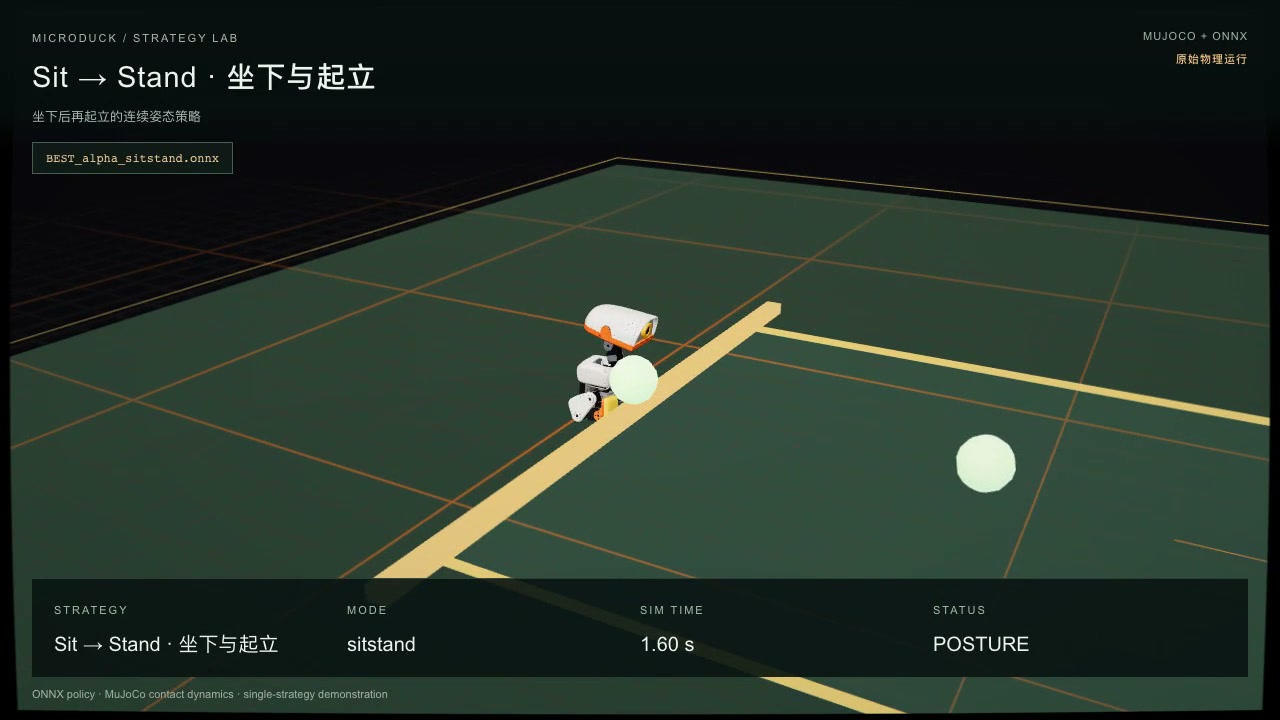 MICRODUCK / STRATEGY LAB
Sit → Stand · 坐下与起立
坐下后再起立的连续姿态策略
BEST_alpha_sitstand.onnx
MUJOCO + ONNX
原始物理运行
STRATEGY
Sit → Stand · 坐下与起立
MODE
sitstand
SIM TIME
1.60 s
STATUS
POSTURE
ONNX policy · MuJoCo contact dynamics · single-strategy demonstration